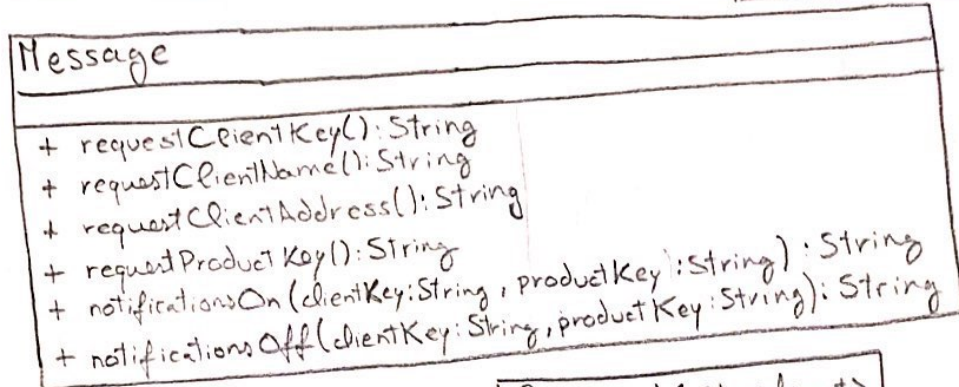 Message
+ requestClientKey(): String
+ requestClientName(): String
+ requestClientAddress(): String
+ requestProductKey(): String
+ notificationsOn(clientKey: String, productKey: String): String
+ notificationsOff(clientKey: String, productKey: String): String